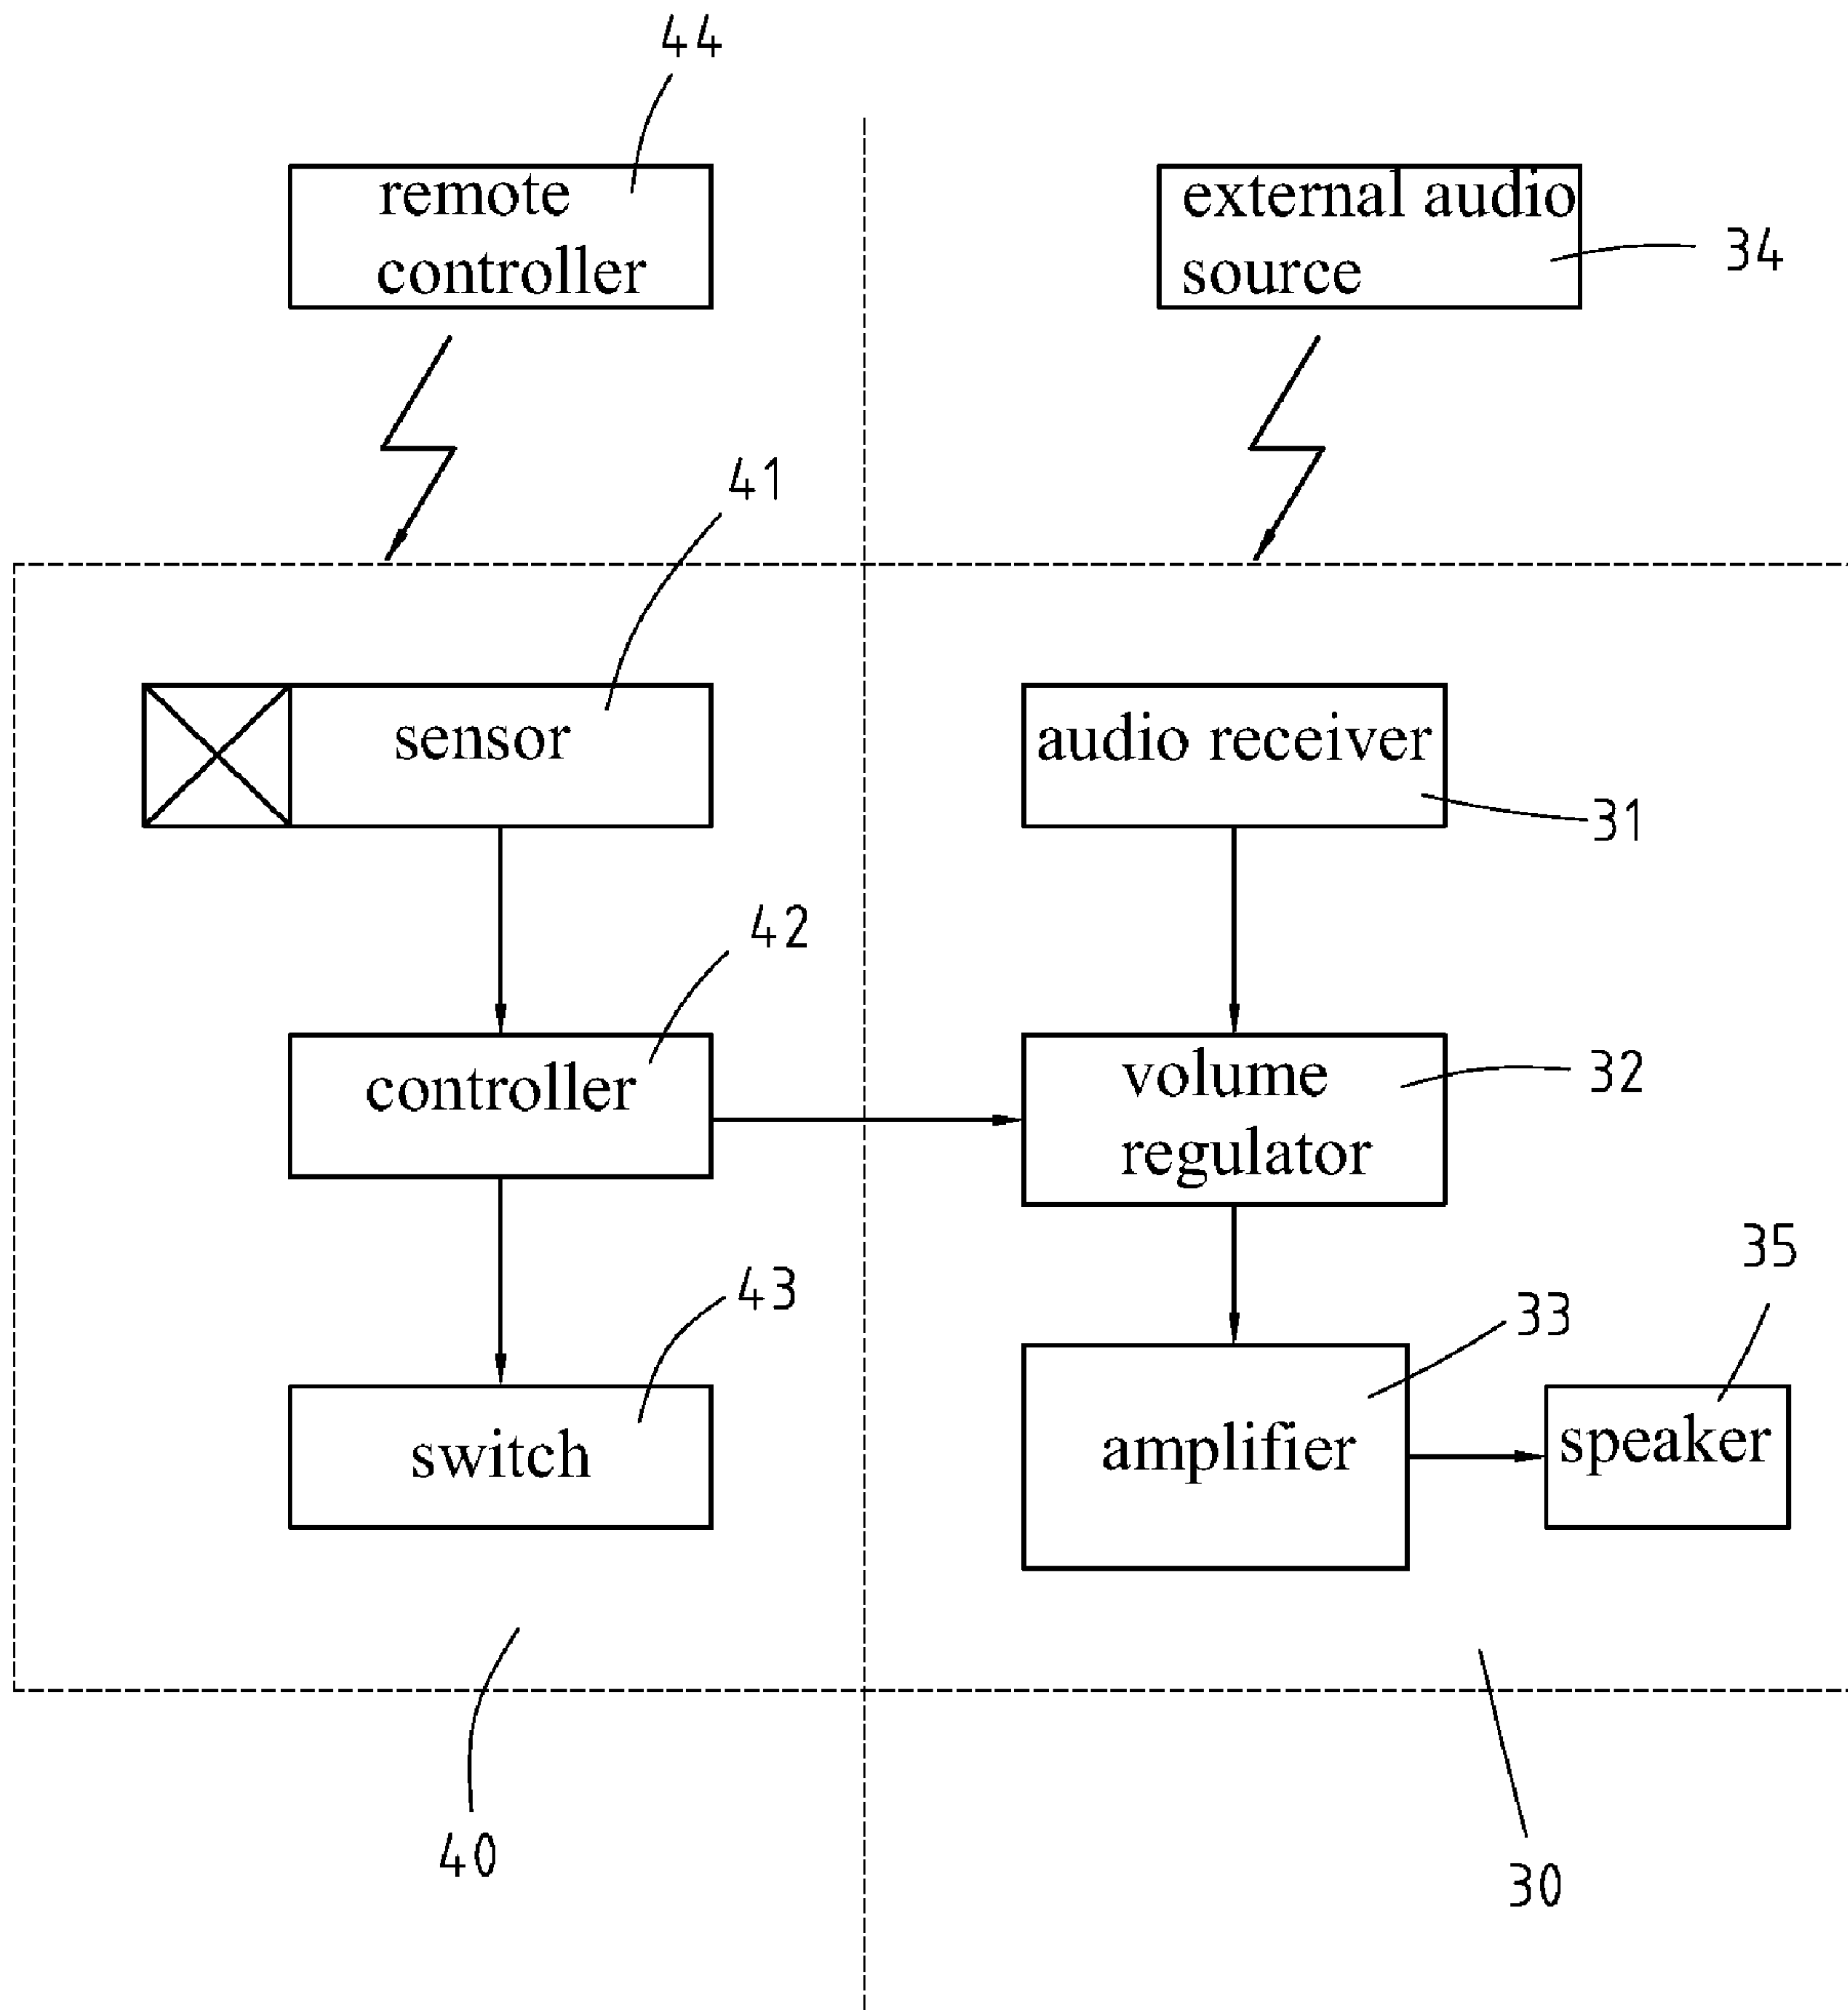 44
remote
controller
external audio
source
34
41
sensor
audio receiver
31
42
controller
volume
regulator
32
43
switch
33
amplifier
35
speaker
40
30